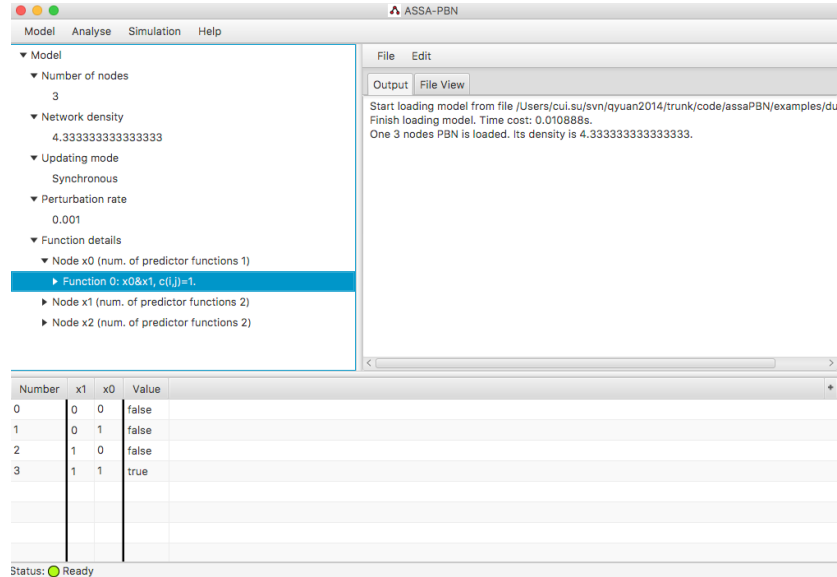 ASSA-PBN
Model Analyse Simulation Help
Model
Number of nodes
3
Network density
4.333333333333333
Updating mode
Synchronous
Perturbation rate
0.001
Function details
Node x0 (num. of predictor functions 1)
Function 0: x0&x1, c(i,j)=1.
Node x1 (num. of predictor functions 2)
Node x2 (num. of predictor functions 2)
File Edit
Output File View
Start loading model from file /Users/cui.su/svn/qyuan2014/trunk/code/assaPBN/examples/du
Finish loading model. Time cost: 0.010888s.
One 3 nodes PBN is loaded. Its density is 4.333333333333333.
Number x1 x0 Value
0 0 0 false
1 0 1 false
2 1 0 false
3 1 1 true
Status: Ready